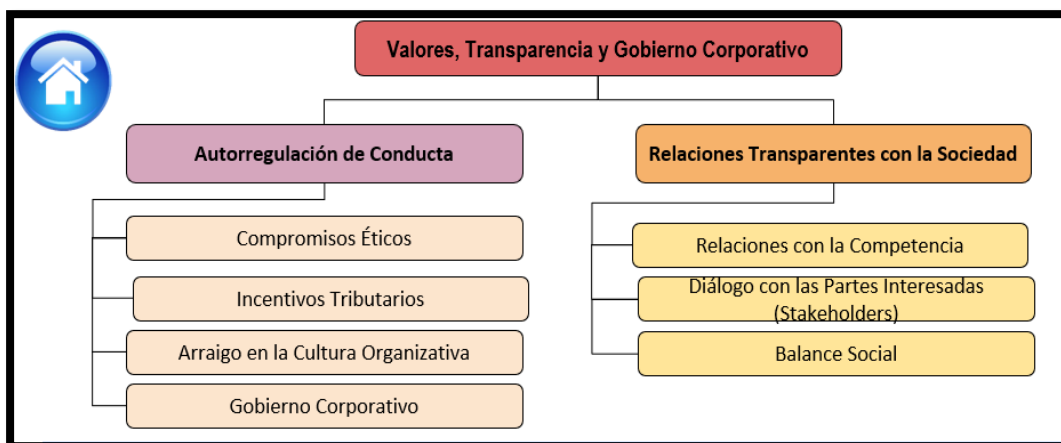 Valores, Transparencia y Gobierno Corporativo
Autorregulación de Conducta
Compromisos Éticos
Incentivos Tributarios
Arraigo en la Cultura Organizativa
Gobierno Corporativo
Relaciones Transparentes con la Sociedad
Relaciones con la Competencia
Diálogo con las Partes Interesadas
(Stakeholders)
Balance Social